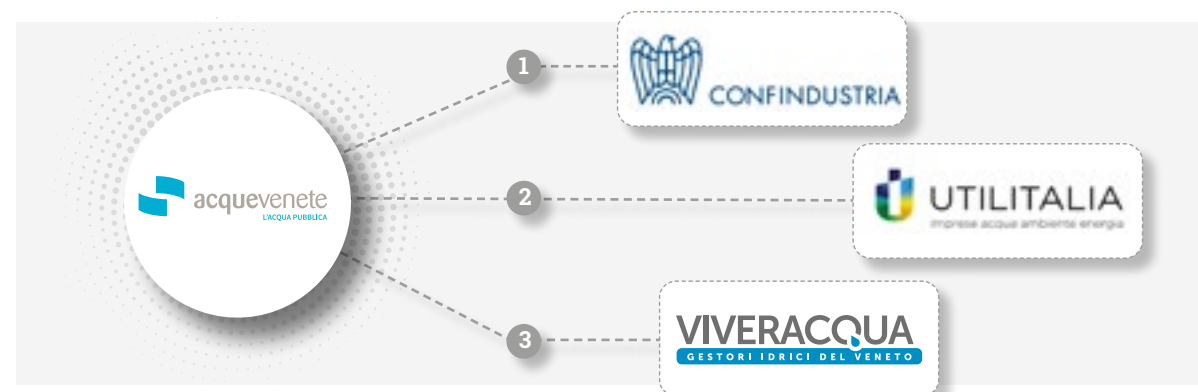 acquevenete
L'ACQUA PUBBLICA
1
CONFINDUSTRIA
2
UTILITALIA
imprese acqua ambiente energia
3
VIVERACQUA
GESTORI IDRICI DEL VENETO